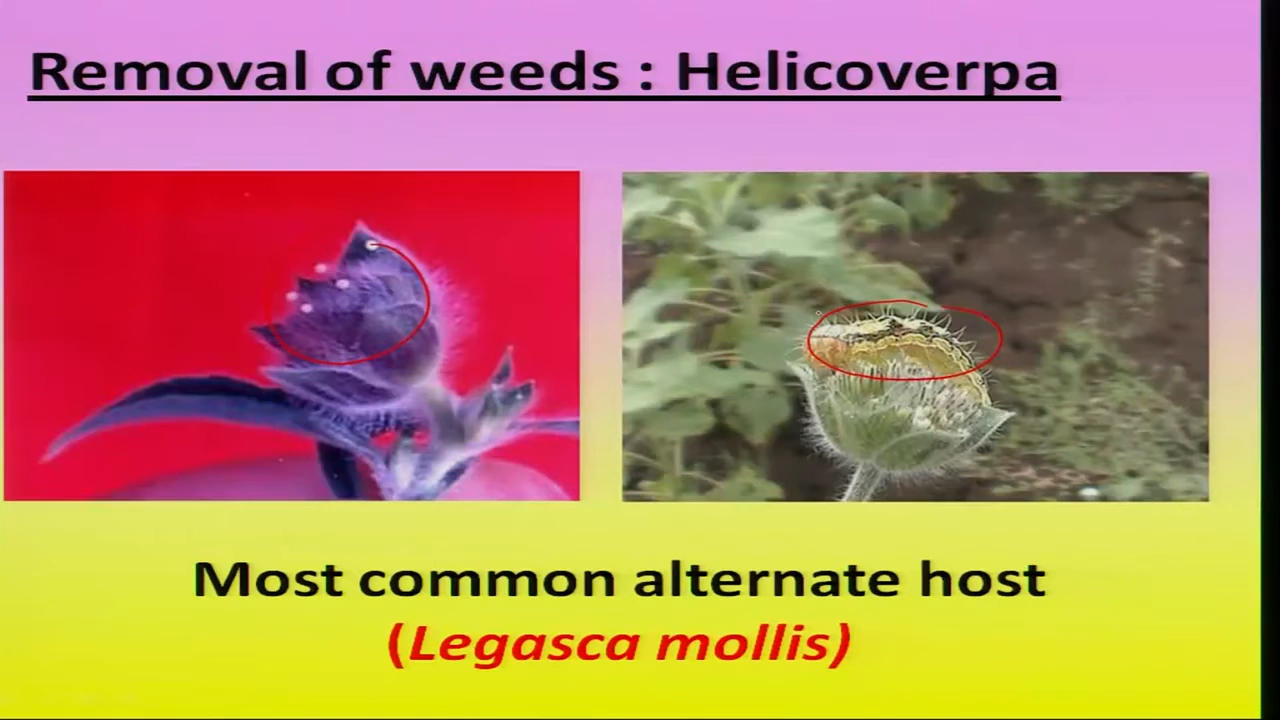 Removal of weeds : Helicoverpa
Most common alternate host
(Legasca mollis)